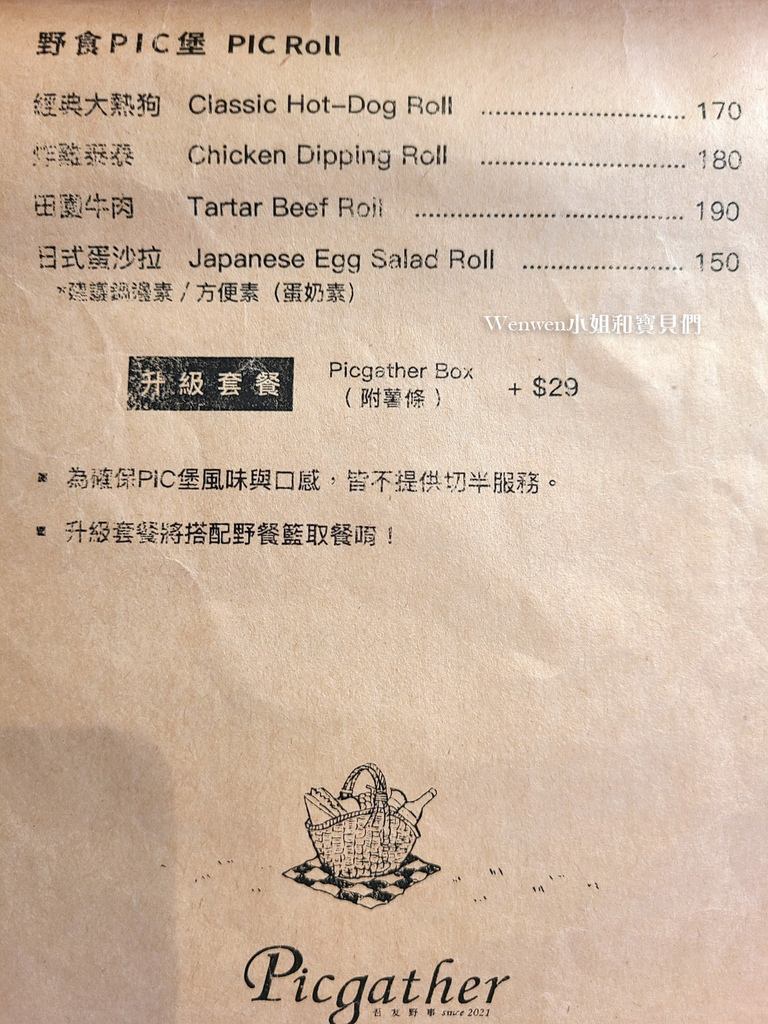 野食PIC堡 PIC Roll
經典大熱狗 Classic Hot-Dog Roll ........................ 170
Chicken Dipping Roll ........................ 180
田園牛肉 Tartar Beef Roll ........................ 190
日式蛋沙拉 Japanese Egg Salad Roll ........................ 150
*建議鍋邊素 / 方便素（蛋奶素）
Wenwen小姐和寶貝們
升級套餐 Picgather Box + $29
（附薯條）
※ 為確保PIC堡風味與口感，皆不提供切半服務。
※ 升級套餐將搭配野餐籃取餐唷！
Picgather
吾友野事 since 2021